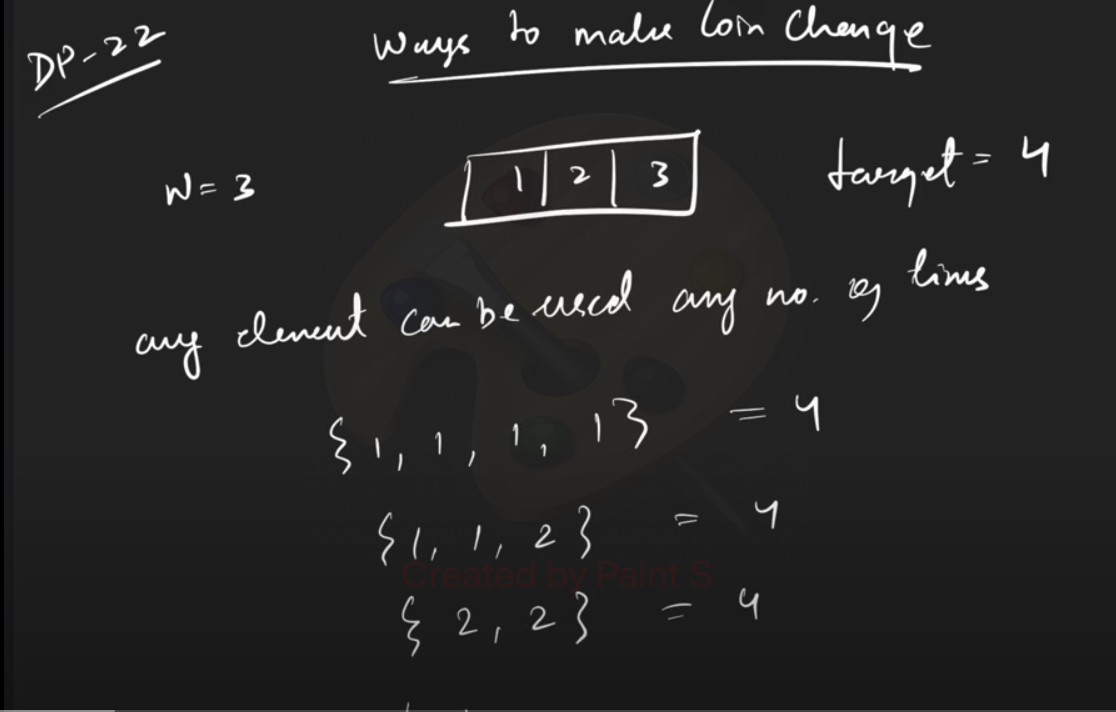 DP-22
Ways to make Coin Change
N = 3
1 2 3
target = 4
any element can be used any no. of times
{1, 1, 1, 1} = 4
{1, 1, 2} = 4
Created by Paint S
{2, 2} = 4